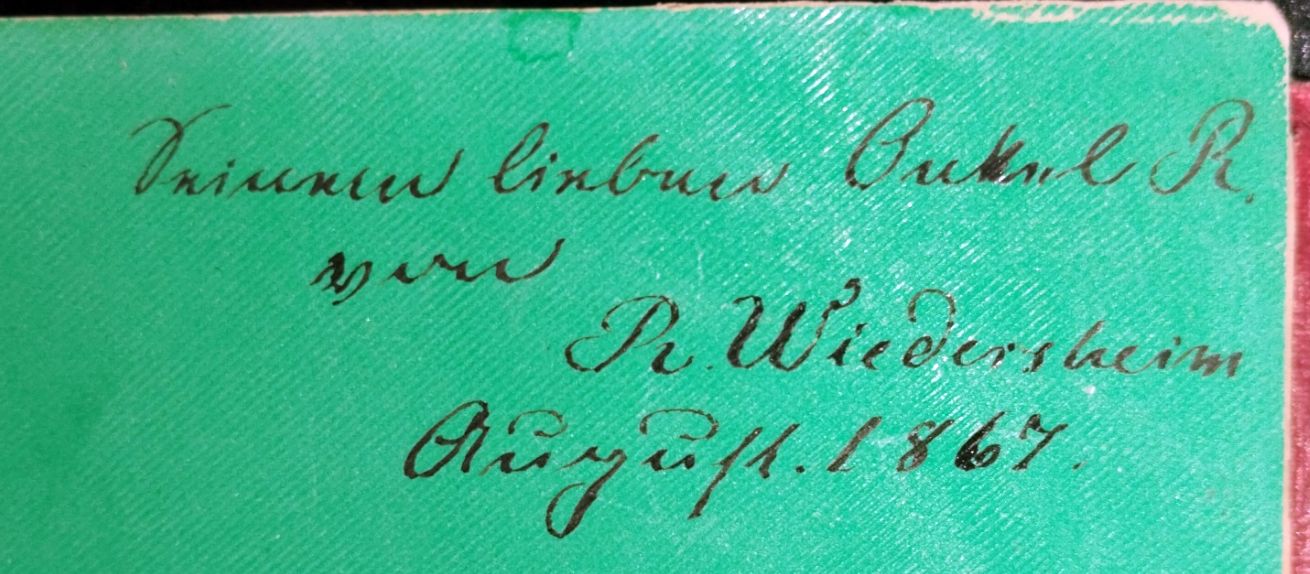 Seinem lieben Onkel R.
von
R. Wiedersheim
August. 1867.